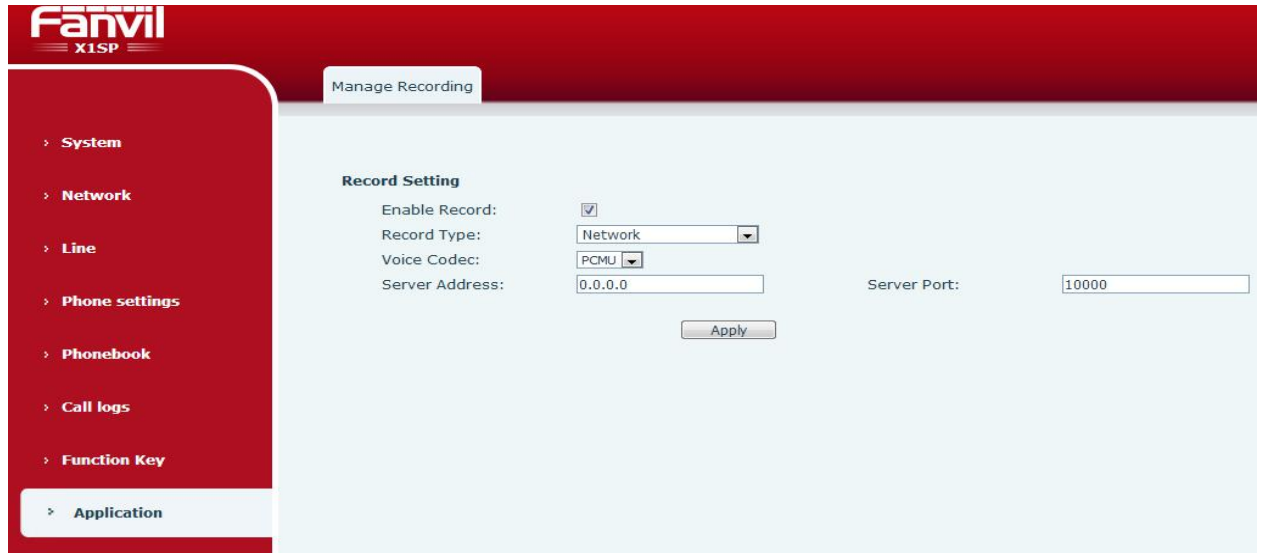 Fanvil
X1SP
Manage Recording
System
Network
Line
Phone settings
Phonebook
Call logs
Function Key
Application
Record Setting
Enable Record:
Record Type: Network
Voice Codec: PCMU
Server Address: 0.0.0.0 Server Port: 10000
Apply